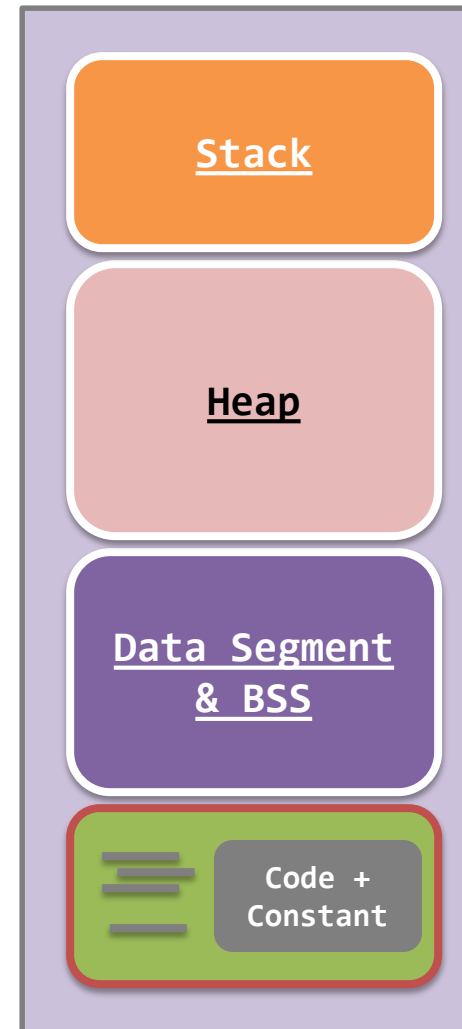 Stack
Heap
Data Segment
& BSS
Code +
Constant